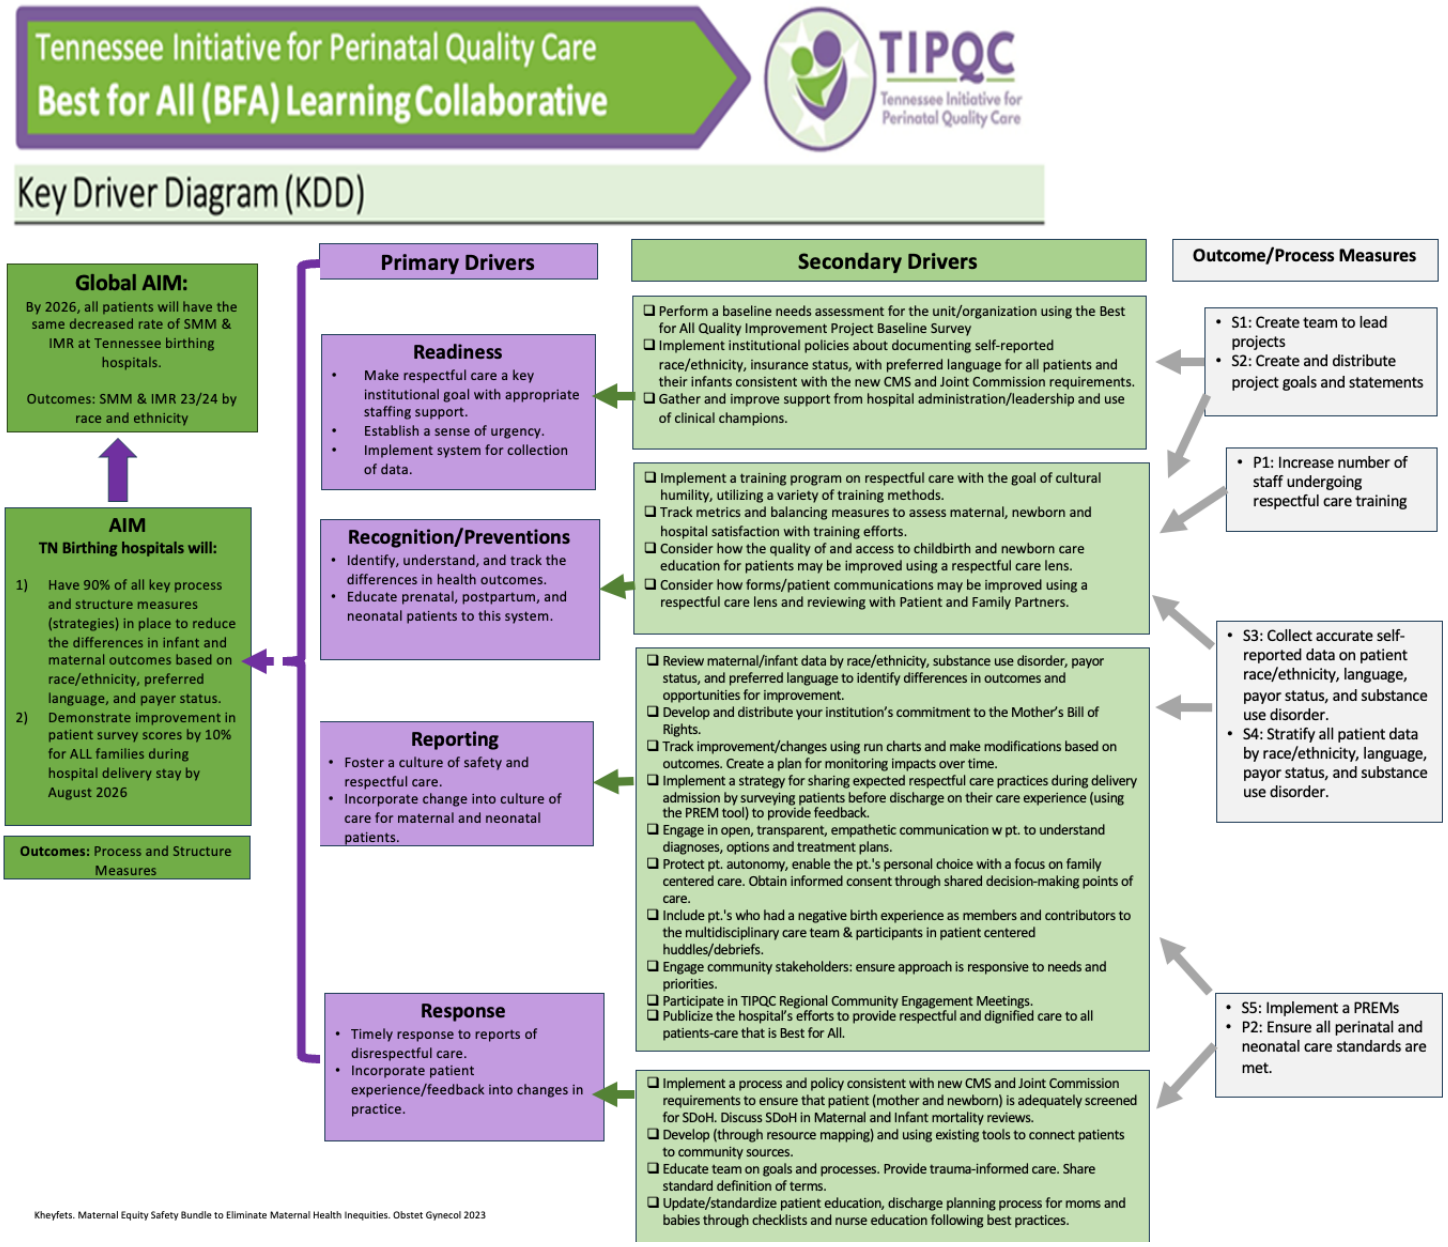 Tennessee Initiative for Perinatal Quality Care
Best for All (BFA) Learning Collaborative
TIPQC
Tennessee Initiative for
Perinatal Quality Care
Key Driver Diagram (KDD)
Global AIM:
By 2026, all patients will have the
same decreased rate of SMM &
IMR at Tennessee birthing
hospitals.
Outcomes: SMM & IMR 23/24 by
race and ethnicity
AIM
TN Birthing hospitals will:
1) Have 90% of all key process
and structure measures
(strategies) in place to reduce
the differences in infant and
maternal outcomes based on
race/ethnicity, preferred
language, and payer status.
2) Demonstrate improvement in
patient survey scores by 10%
for ALL families during
hospital delivery stay by
August 2026
Outcomes: Process and Structure
Measures
Primary Drivers
Readiness
• Make respectful care a key
institutional goal with appropriate
staffing support.
• Establish a sense of urgency.
• Implement system for collection
of data.
Recognition/Preventions
• Identify, understand, and track the
differences in health outcomes.
• Educate prenatal, postpartum, and
neonatal patients to this system.
Reporting
• Foster a culture of safety and
respectful care.
• Incorporate change into culture of
care for maternal and neonatal
patients.
Response
• Timely response to reports of
disrespectful care.
• Incorporate patient
experience/feedback into changes in
practice.
Secondary Drivers
❑ Perform a baseline needs assessment for the unit/organization using the Best
for All Quality Improvement Project Baseline Survey
❑ Implement institutional policies about documenting self-reported
race/ethnicity, insurance status, with preferred language for all patients and
their infants consistent with the new CMS and Joint Commission requirements.
❑ Gather and improve support from hospital administration/leadership and use
of clinical champions.
❑ Implement a training program on respectful care with the goal of cultural
humility, utilizing a variety of training methods.
❑ Track metrics and balancing measures to assess maternal, newborn and
hospital satisfaction with training efforts.
❑ Consider how the quality of and access to childbirth and newborn care
education for patients may be improved using a respectful care lens.
❑ Consider how forms/patient communications may be improved using a
respectful care lens and reviewing with Patient and Family Partners.
❑ Review maternal/infant data by race/ethnicity, substance use disorder, payor
status, and preferred language to identify differences in outcomes and
opportunities for improvement.
❑ Develop and distribute your institution's commitment to the Mother's Bill of
Rights.
❑ Track improvement/changes using run charts and make modifications based on
outcomes. Create a plan for monitoring impacts over time.
❑ Implement a strategy for sharing expected respectful care practices during delivery
admission by surveying patients before discharge on their care experience (using
the PREM tool) to provide feedback.
❑ Engage in open, transparent, empathetic communication w pt. to understand
diagnoses, options and treatment plans.
❑ Protect pt. autonomy, enable the pt.'s personal choice with a focus on family
centered care. Obtain informed consent through shared decision-making points of
care.
❑ Include pt.'s who had a negative birth experience as members and contributors to
the multidisciplinary care team & participants in patient centered
huddles/debriefs.
❑ Engage community stakeholders: ensure approach is responsive to needs and
priorities.
❑ Participate in TIPQC Regional Community Engagement Meetings.
❑ Publicize the hospital's efforts to provide respectful and dignified care to all
patients-care that is Best for All.
❑ Implement a process and policy consistent with new CMS and Joint Commission
requirements to ensure that patient (mother and newborn) is adequately screened
for SDoH. Discuss SDoH in Maternal and Infant mortality reviews.
❑ Develop (through resource mapping) and using existing tools to connect patients
to community sources.
❑ Educate team on goals and processes. Provide trauma-informed care. Share
standard definition of terms.
❑ Update/standardize patient education, discharge planning process for moms and
babies through checklists and nurse education following best practices.
Outcome/Process Measures
• S1: Create team to lead
projects
• S2: Create and distribute
project goals and statements
• P1: Increase number of
staff undergoing
respectful care training
• S3: Collect accurate self-
reported data on patient
race/ethnicity, language,
payor status, and substance
use disorder.
• S4: Stratify all patient data
by race/ethnicity, language,
payor status, and substance
use disorder.
• S5: Implement a PREMs
• P2: Ensure all perinatal and
neonatal care standards are
met.
Kheyfets. Maternal Equity Safety Bundle to Eliminate Maternal Health Inequities. Obstet Gynecol 2023